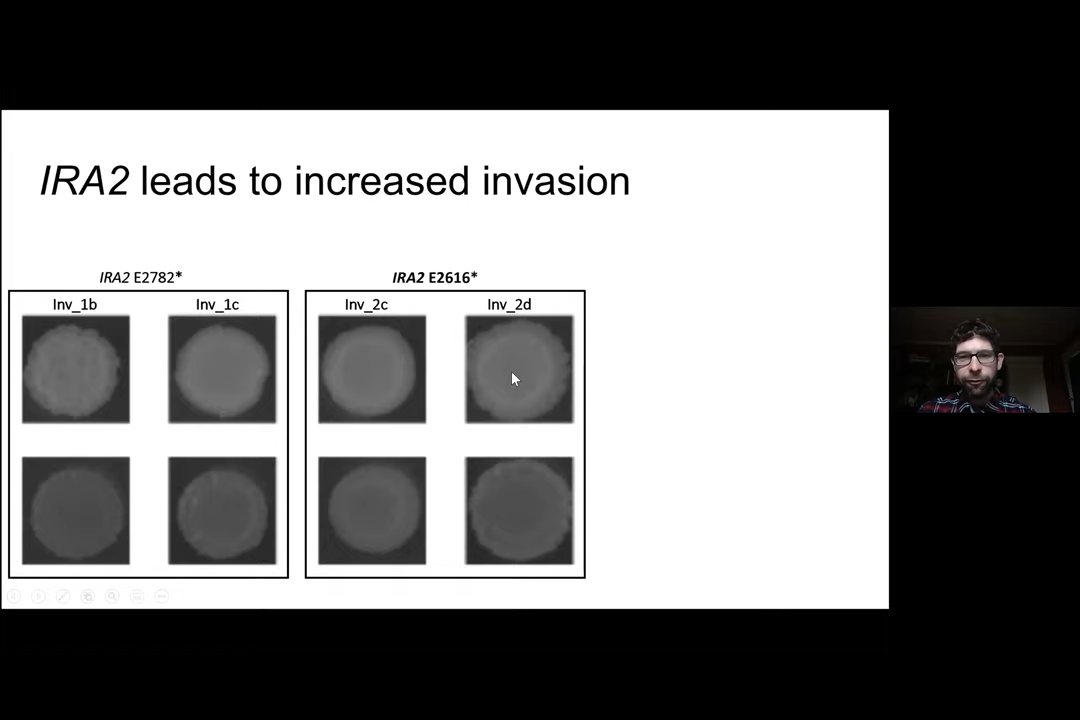 IRA2 leads to increased invasion
IRA2 E2782*
Inv_1b Inv_1c
IRA2 E2616*
Inv_2c Inv_2d